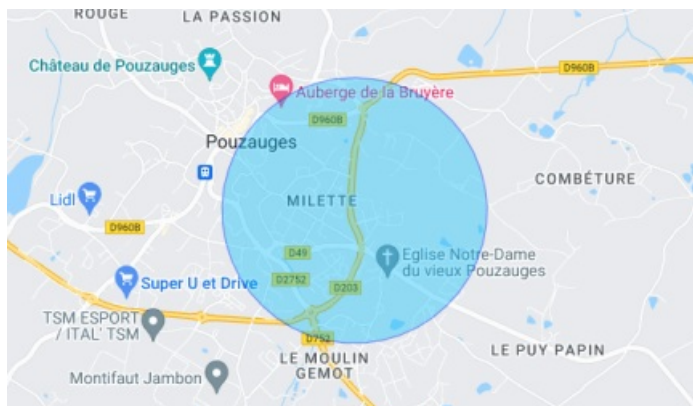 ROUGE
LA PASSION
Château de Pouzauges
D960B
Auberge de la Bruyère
D960B
Pouzauges
COMBÉTURE
Lidl
MILETTE
D960B
D49
Eglise Notre-Dame
du vieux Pouzauges
D2752
Super U et Drive
D203
TSM ESPORT
/ ITAL' TSM
D752
LE MOULIN
GEMOT
LE PUY PAPIN
Montifaut Jambon